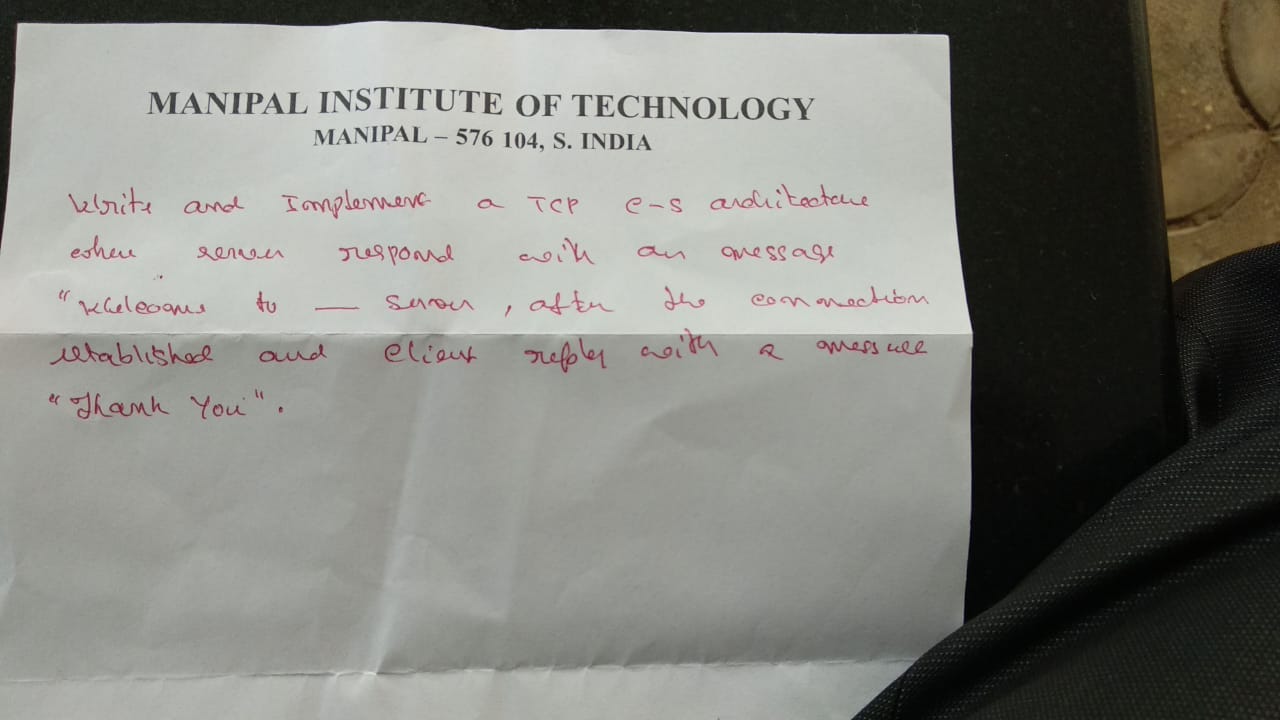 MANIPAL INSTITUTE OF TECHNOLOGY
MANIPAL – 576 104, S. INDIA
Write and Implement a TCP C-S architecture
when server respond with an message
"Welcome to — Server, after the connection
established and Client reply with a message
"Thank You".